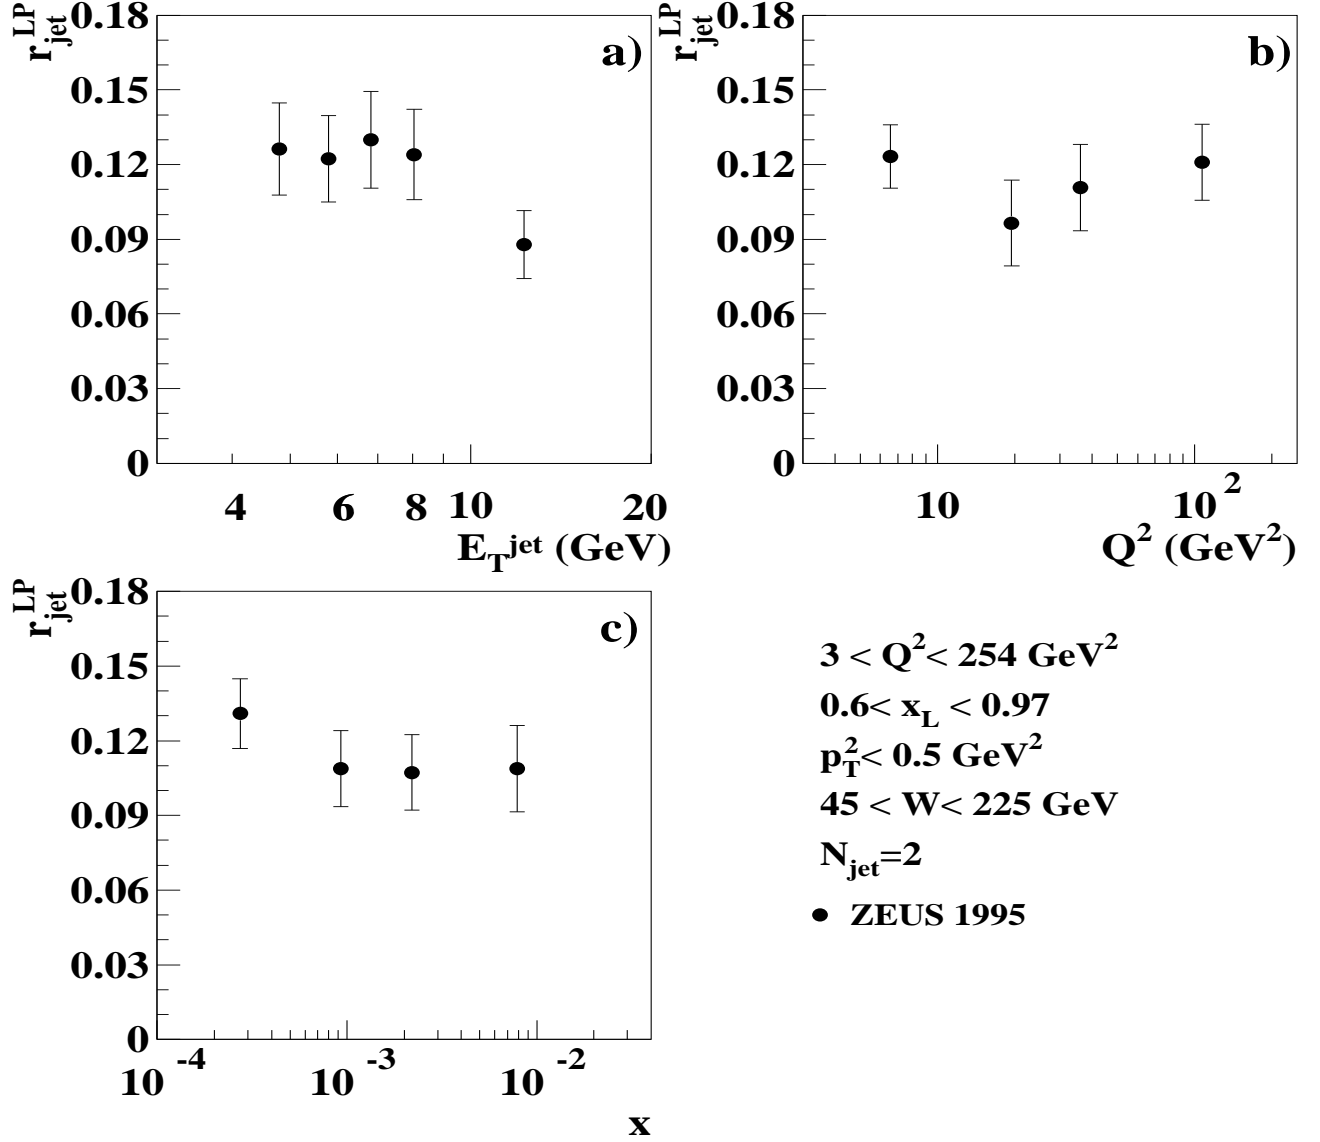 r_jet^LP
0.18
0.15
0.12
0.09
0.06
0.03
0
a)
4 6 8 10 20
E_T^jet (GeV)
r_jet^LP
0.18
0.15
0.12
0.09
0.06
0.03
0
b)
10 10^2
Q^2 (GeV^2)
r_jet^LP
0.18
0.15
0.12
0.09
0.06
0.03
0
c)
10^-4 10^-3 10^-2
x
3 < Q^2< 254 GeV^2
0.6< x_L < 0.97
p_T^2< 0.5 GeV^2
45 < W< 225 GeV
N_jet=2
ZEUS 1995